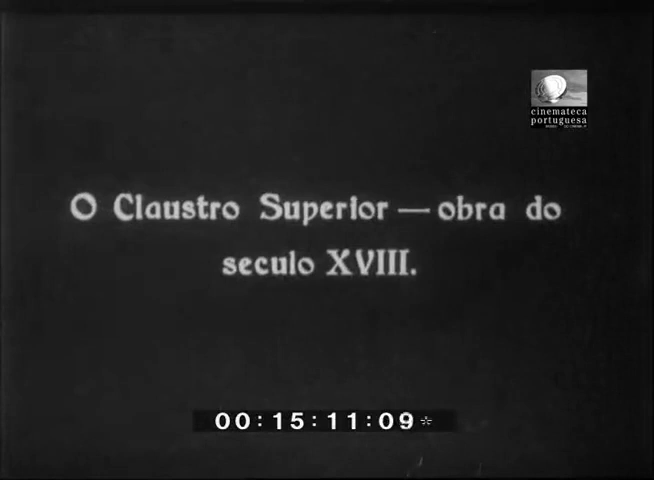 cinemateca
portuguesa
O Claustro Superior — obra do
seculo XVIII.
00:15:11:09